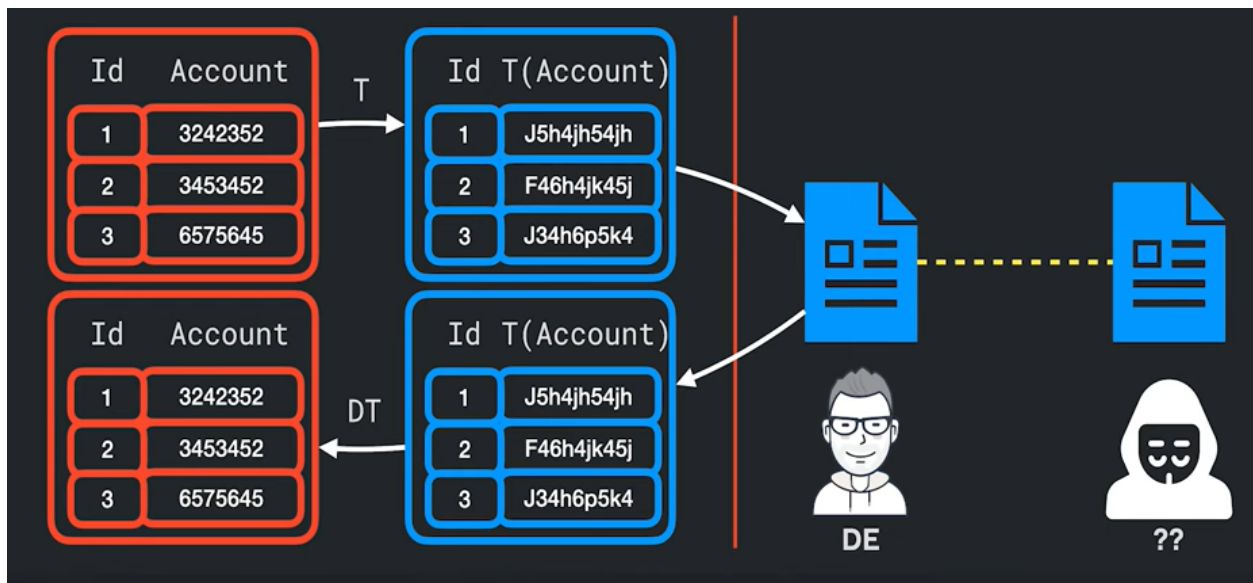 Id Account
1 3242352
2 3453452
3 6575645
T
Id T(Account)
1 J5h4jh54jh
2 F46h4jk45j
3 J34h6p5k4
Id Account
1 3242352
2 3453452
3 6575645
DT
Id T(Account)
1 J5h4jh54jh
2 F46h4jk45j
3 J34h6p5k4
DE
??